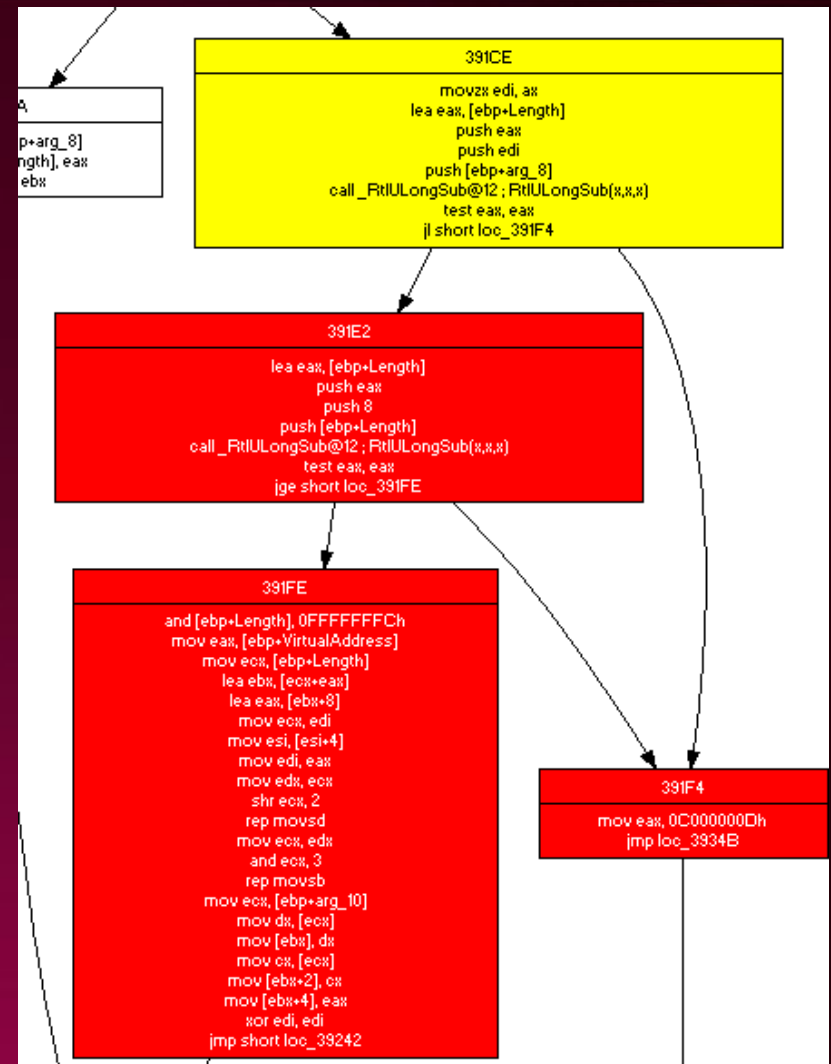 391CE
movzx edi, ax
lea eax, [ebp+Length]
push eax
push edi
push [ebp+arg_8]
call _RtlULongSub@12 ; RtlULongSub(x,x,x)
test eax, eax
jl short loc_391F4
A
p+arg_8]
ngth], eax
ebx
391E2
lea eax, [ebp+Length]
push eax
push 8
push [ebp+Length]
call _RtlULongSub@12 ; RtlULongSub(x,x,x)
test eax, eax
jge short loc_391FE
391FE
and [ebp+Length], 0FFFFFFFCh
mov eax, [ebp+VirtualAddress]
mov ecx, [ebp+Length]
lea ebx, [ecx+eax]
lea eax, [ebx+8]
mov ecx, edi
mov esi, [esi+4]
mov edi, eax
mov edx, ecx
shr ecx, 2
rep movsd
mov ecx, edx
and ecx, 3
rep movsb
mov ecx, [ebp+arg_10]
mov dx, [ecx]
mov [ebx], dx
mov cx, [ecx]
mov [ebx+2], cx
mov [ebx+4], eax
xor edi, edi
jmp short loc_39242
391F4
mov eax, 0C000000Dh
jmp loc_3934B